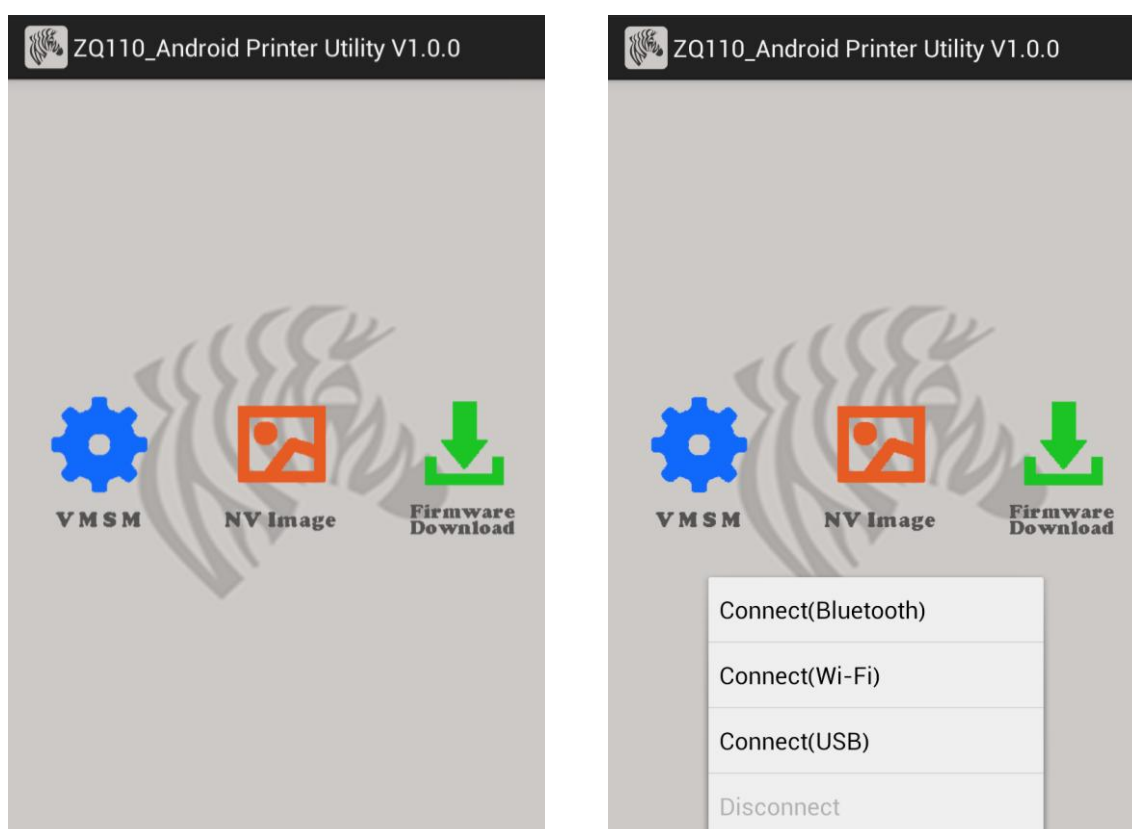 ZQ110_Android Printer Utility V1.0.0
VMSM
NV Image
Firmware
Download
ZQ110_Android Printer Utility V1.0.0
VMSM
NV Image
Firmware
Download
Connect(Bluetooth)
Connect(Wi-Fi)
Connect(USB)
Disconnect